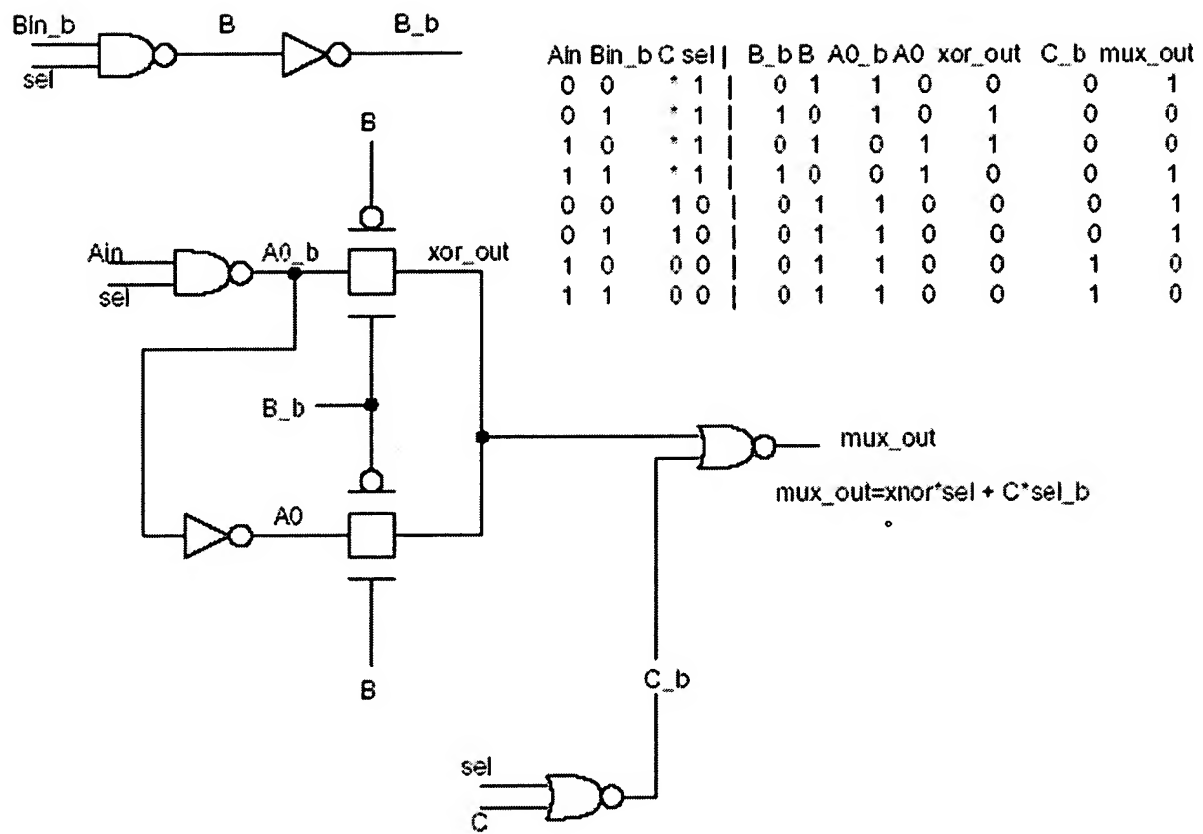 Bin_b
sel
B
B_b
Ain Bin_b C sel | B_b B A0_b A0 xor_out C_b mux_out
0 0 * 1 | 0 1 1 0 0 0 1
0 1 * 1 | 1 0 1 0 1 0 0
1 0 * 1 | 0 1 0 1 1 0 0
1 1 * 1 | 1 0 0 1 0 0 1
0 0 1 0 | 0 1 1 0 0 0 1
0 1 1 0 | 0 1 1 0 0 0 1
1 0 0 0 | 0 1 1 0 0 1 0
1 1 0 0 | 0 1 1 0 0 1 0
B
Ain
sel
A0_b
xor_out
B_b
mux_out
mux_out=xnor*sel + C*sel_b
A0
B
C_b
sel
C